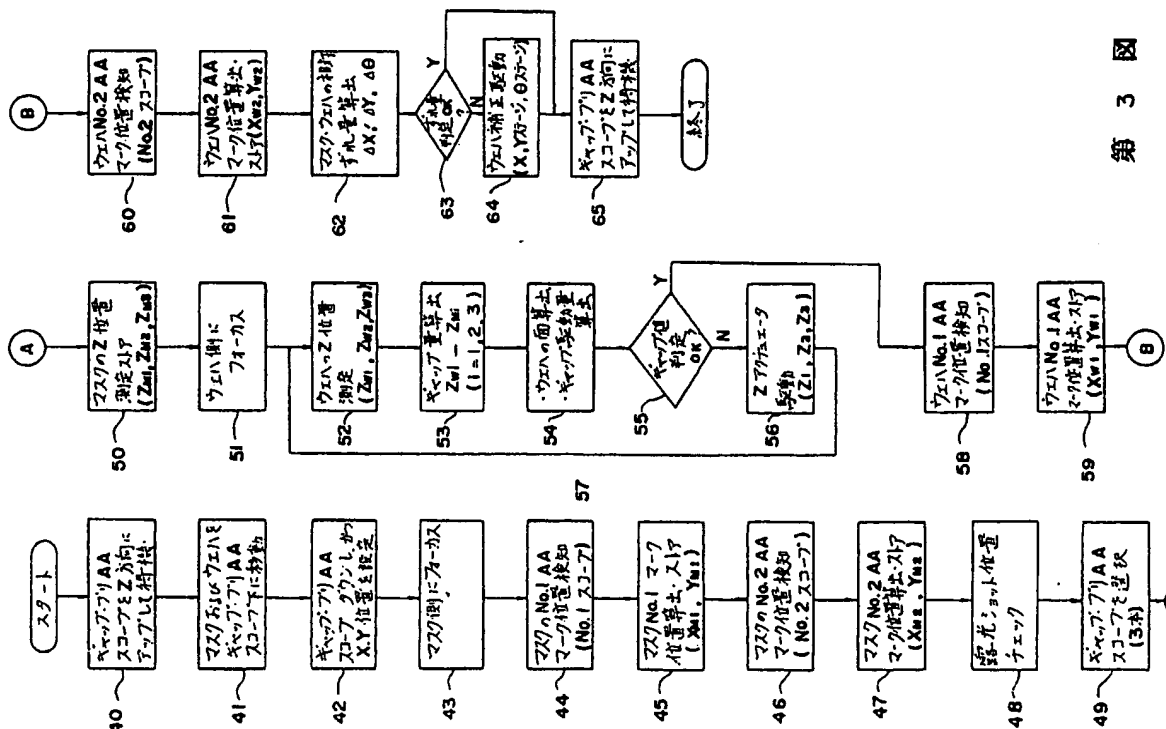 スタート
ギャップ・プリAA
スコープをZ方向に
アップして待機
40
マスクおよびウェハを
ギャップ・プリAA
スコープ下に移動
41
ギャップ・プリAA
スコープ ダウンしかつ
X,Y位置を設定
42
マスク側にフォーカス
43
マスクのNo.1 AA
マーク位置検知
(No.1 スコープ)
44
マスクNo.1 マーク
位置算出・ストア
(XM1, YM1)
45
マスクのNo.2 AA
マーク位置検知
(No.2 スコープ)
46
マスクNo.2 AA
マーク位置算出・ストア
(XM2, YM2)
47
露光ショット位置
チェック
48
ギャップ・プリAA
スコープを選択
(3本)
49
A
マスクのZ位置
測定ストア
(ZM1, ZM2, ZM3)
50
ウェハ側に
フォーカス
51
ウェハのZ位置
測定
(ZW1, ZW2, ZW3)
52
ギャップ量算出
ZWi - ZMi
(i=1,2,3)
53
・ウェハの面算出
・ギャップ駆動量
算出
54
ギャップ値
判定
OK?
55
Y
N
Zアクチュエータ
駆動
(Z1, Z2, Z3)
56
57
ウェハNo.1 AA
マーク位置検知
(No.1スコープ)
58
ウェハNo.1 AA
マーク位置算出・ストア
(XW1, YW1)
59
B
B
ウェハNo.2 AA
マーク位置検知
(No.2 スコープ)
60
ウェハNo.2 AA
マーク位置算出・
ストア(XW2, YW2)
61
マスク・ウェハの相対
ずれ量算出
ΔX, ΔY, Δθ
62
ずれ量
判定OK
?
63
Y
N
ウェハ補正駆動
(X,Yステージ,θステージ)
64
ギャップ・プリAA
スコープをZ方向に
アップして待機
65
終了
第3図